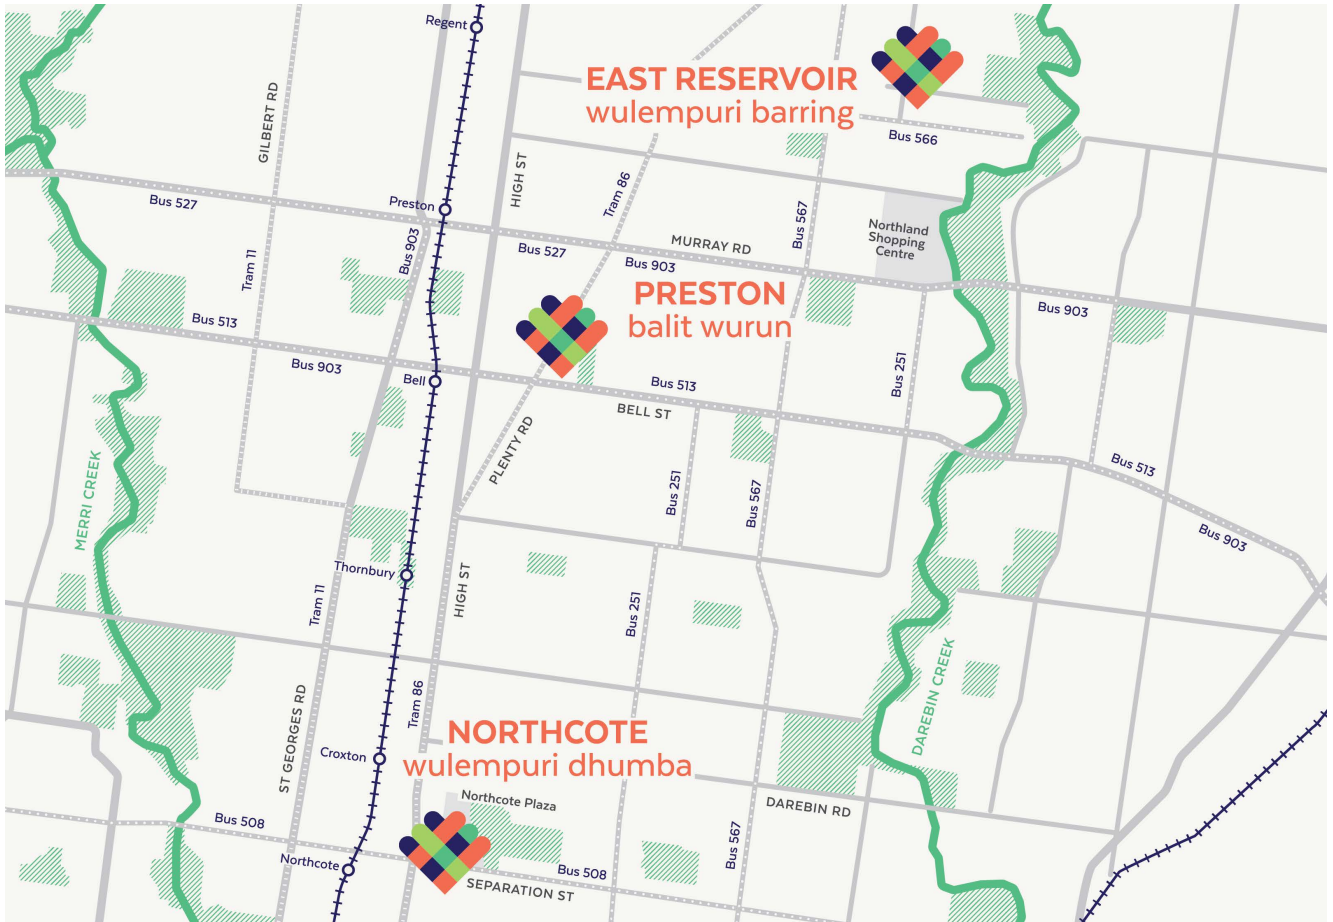 Regent
EAST RESERVOIR
wulempuri barring
Bus 566
GILBERT RD
HIGH ST
Tram 86
Preston
Bus 527
Bus 903
Bus 567
Northland
Shopping
Centre
MURRAY RD
Bus 527
Bus 903
Tram 11
PRESTON
balit wurun
Bus 903
Bus 513
Bus 903
Bell
Bus 513
BELL ST
Bus 251
PLENTY RD
MERRI CREEK
Bus 251
Bus 567
Bus 513
Bus 903
Thornbury
HIGH ST
Tram 11
Bus 251
DAREBIN CREEK
ST GEORGES RD
Tram 86
NORTHCOTE
wulempuri dhumba
Croxton
Northcote Plaza
DAREBIN RD
Bus 508
Bus 567
Northcote
Bus 508
SEPARATION ST